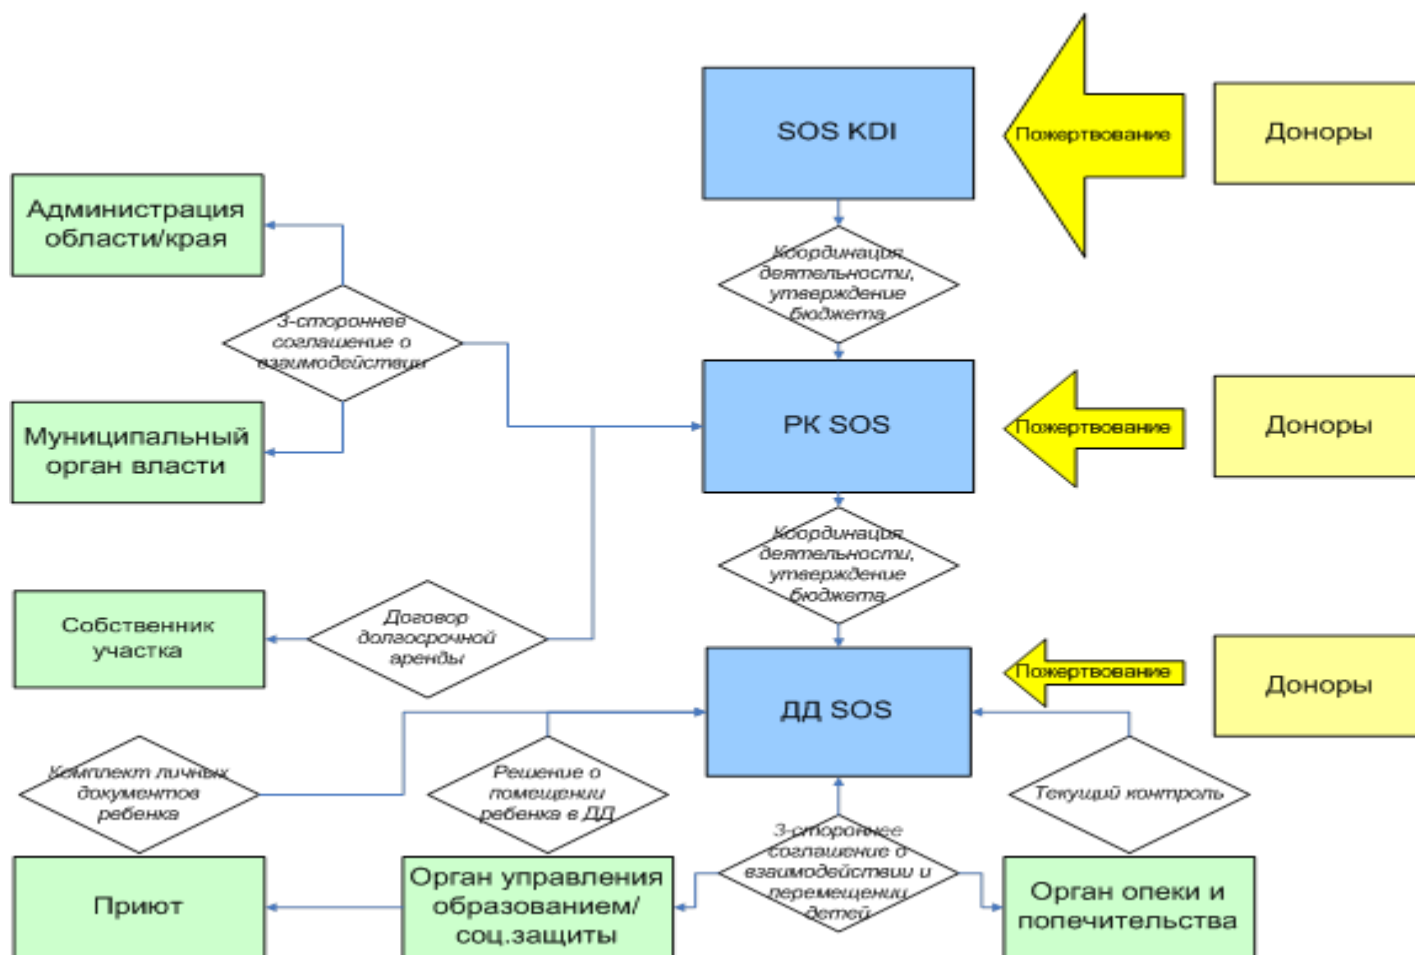 SOS KDI
Пожертвование
Доноры
Администрация
области/края
Координация
деятельности,
утверждение
бюджета
3-стороннее
соглашение о
взаимодействии
Муниципальный
орган власти
РК SOS
Пожертвование
Доноры
Координация
деятельности,
утверждение
бюджета
Собственник
участка
Договор
долгосрочной
аренды
ДД SOS
Пожертвование
Доноры
Комплект личных
документов
ребенка
Решение о
помещении
ребенка в ДД
Текущий контроль
3-стороннее
соглашение о
взаимодействии и
перемещении
детей
Приют
Орган управления
образованием/
соц.защиты
Орган опеки и
попечительства